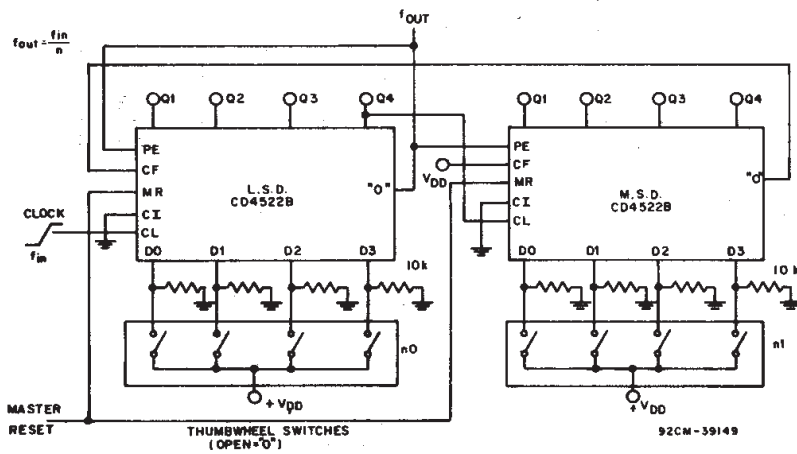 fOUT
fout = fin/n
Q1 Q2 Q3 Q4
Q1 Q2 Q3 Q4
PE
CF
MR
CI
CL
L.S.D.
CD4522B
"0"
D0 D1 D2 D3
PE
CF
MR
CI
CL
VDD
M.S.D.
CD4522B
"0"
D0 D1 D2 D3
CLOCK
fin
10k
10k
n0
n1
+ VDD
+ VDD
MASTER
RESET
THUMBWHEEL SWITCHES
(OPEN="0")
92CM-39149